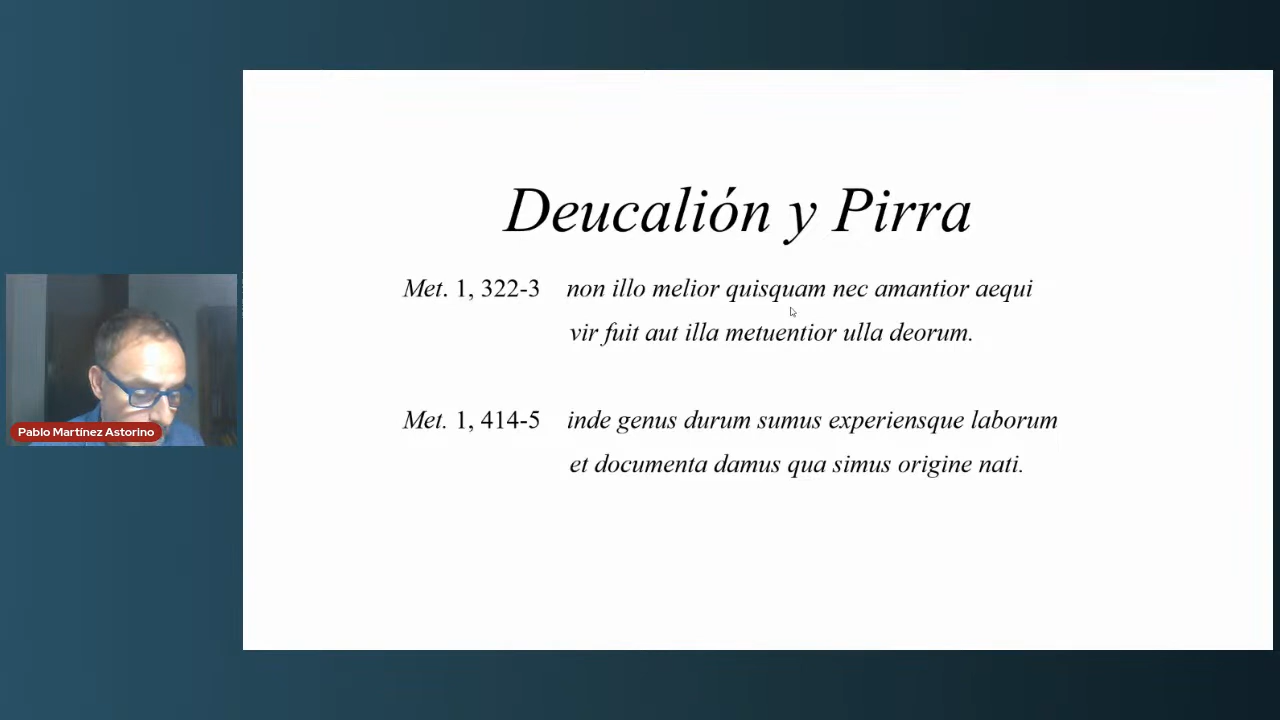 Deucalión y Pirra
Met. 1, 322-3 non illo melior quisquam nec amantior aequi
vir fuit aut illa metuentior ulla deorum.
Met. 1, 414-5 inde genus durum sumus experiensque laborum
et documenta damus qua simus origine nati.
Pablo Martínez Astorino